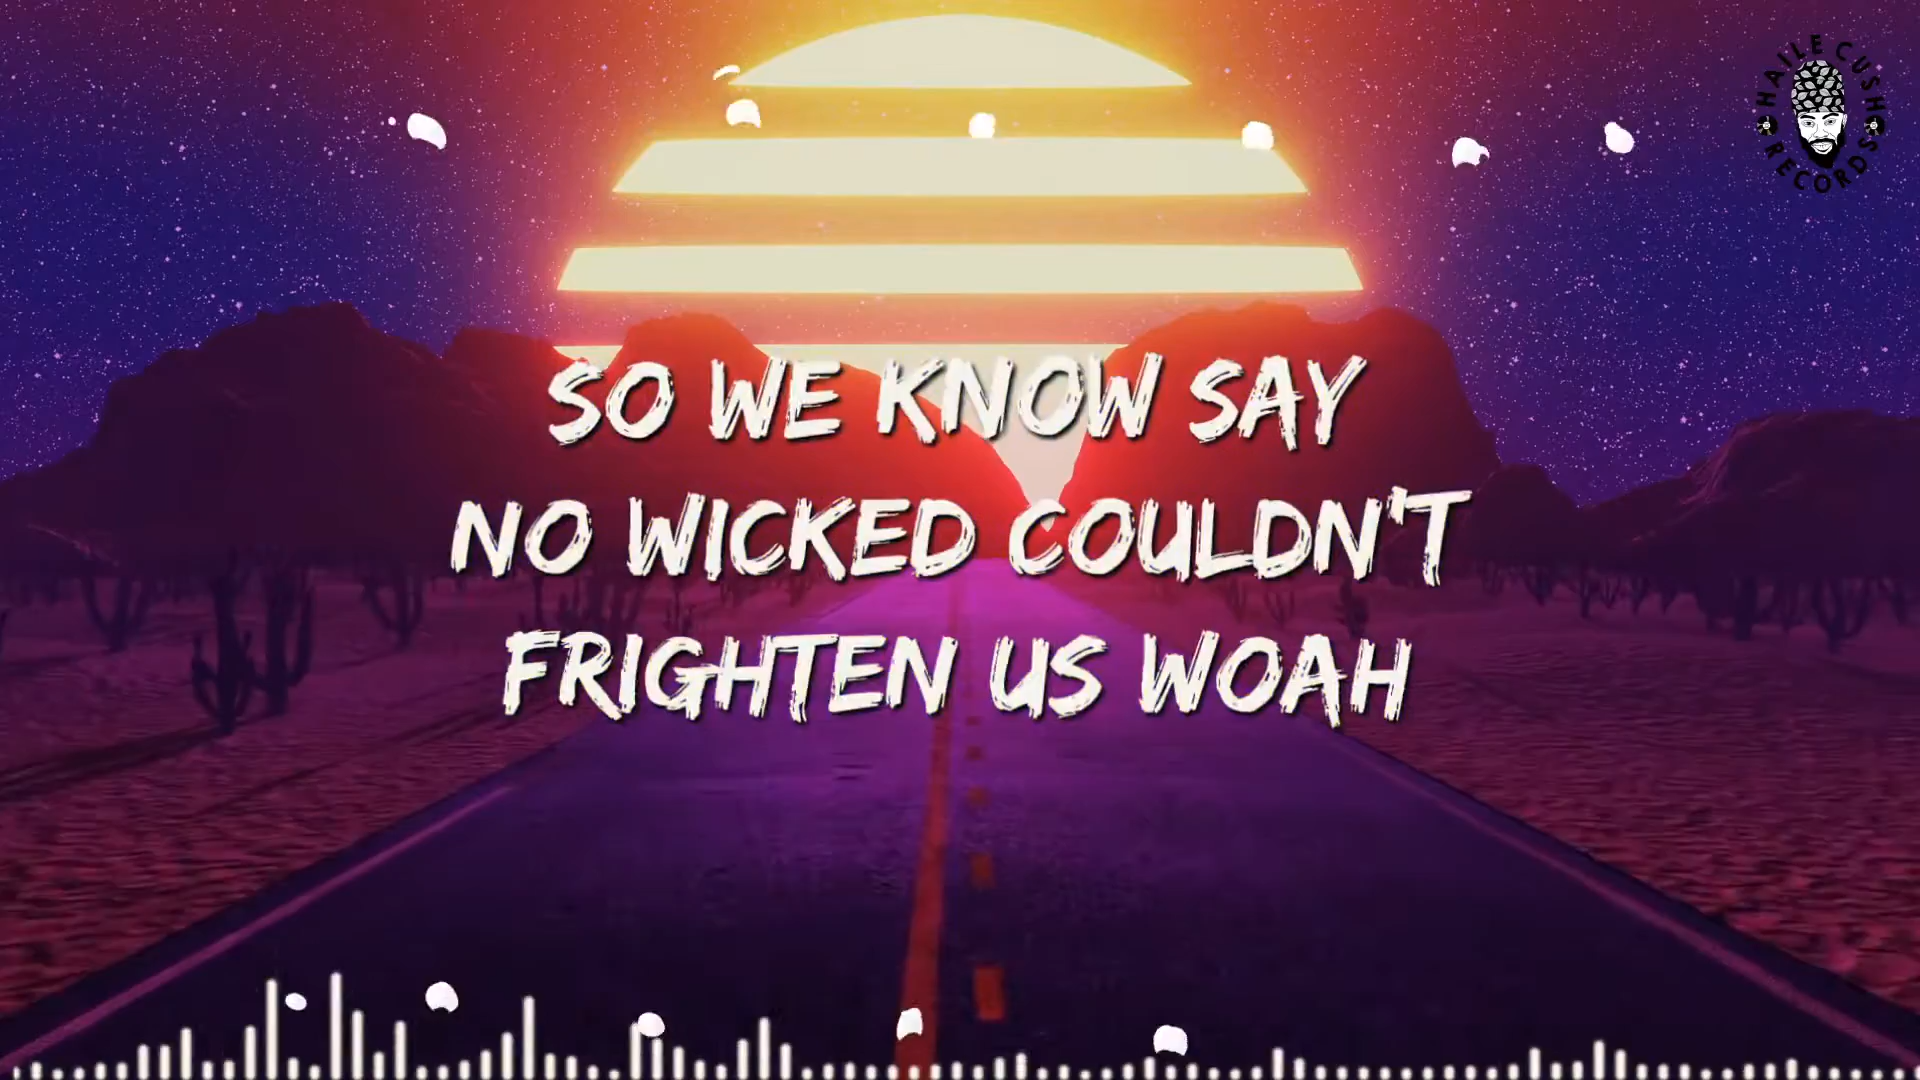 HAILE CUSH
RECORDS
SO WE KNOW SAY
NO WICKED COULDN'T
FRIGHTEN US WOAH